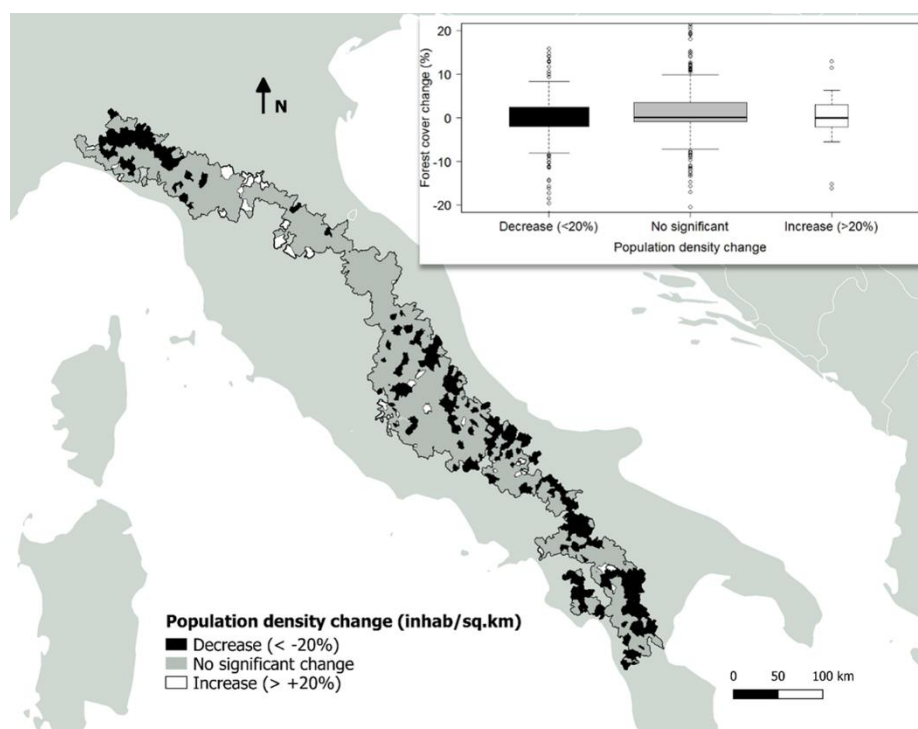 N
Forest cover change (%)
20
10
0
-10
-20
Decrease (<20%)
No significant
Increase (>20%)
Population density change
Population density change (inhab/sq.km)
Decrease (< -20%)
No significant change
Increase (> +20%)
0 50 100 km